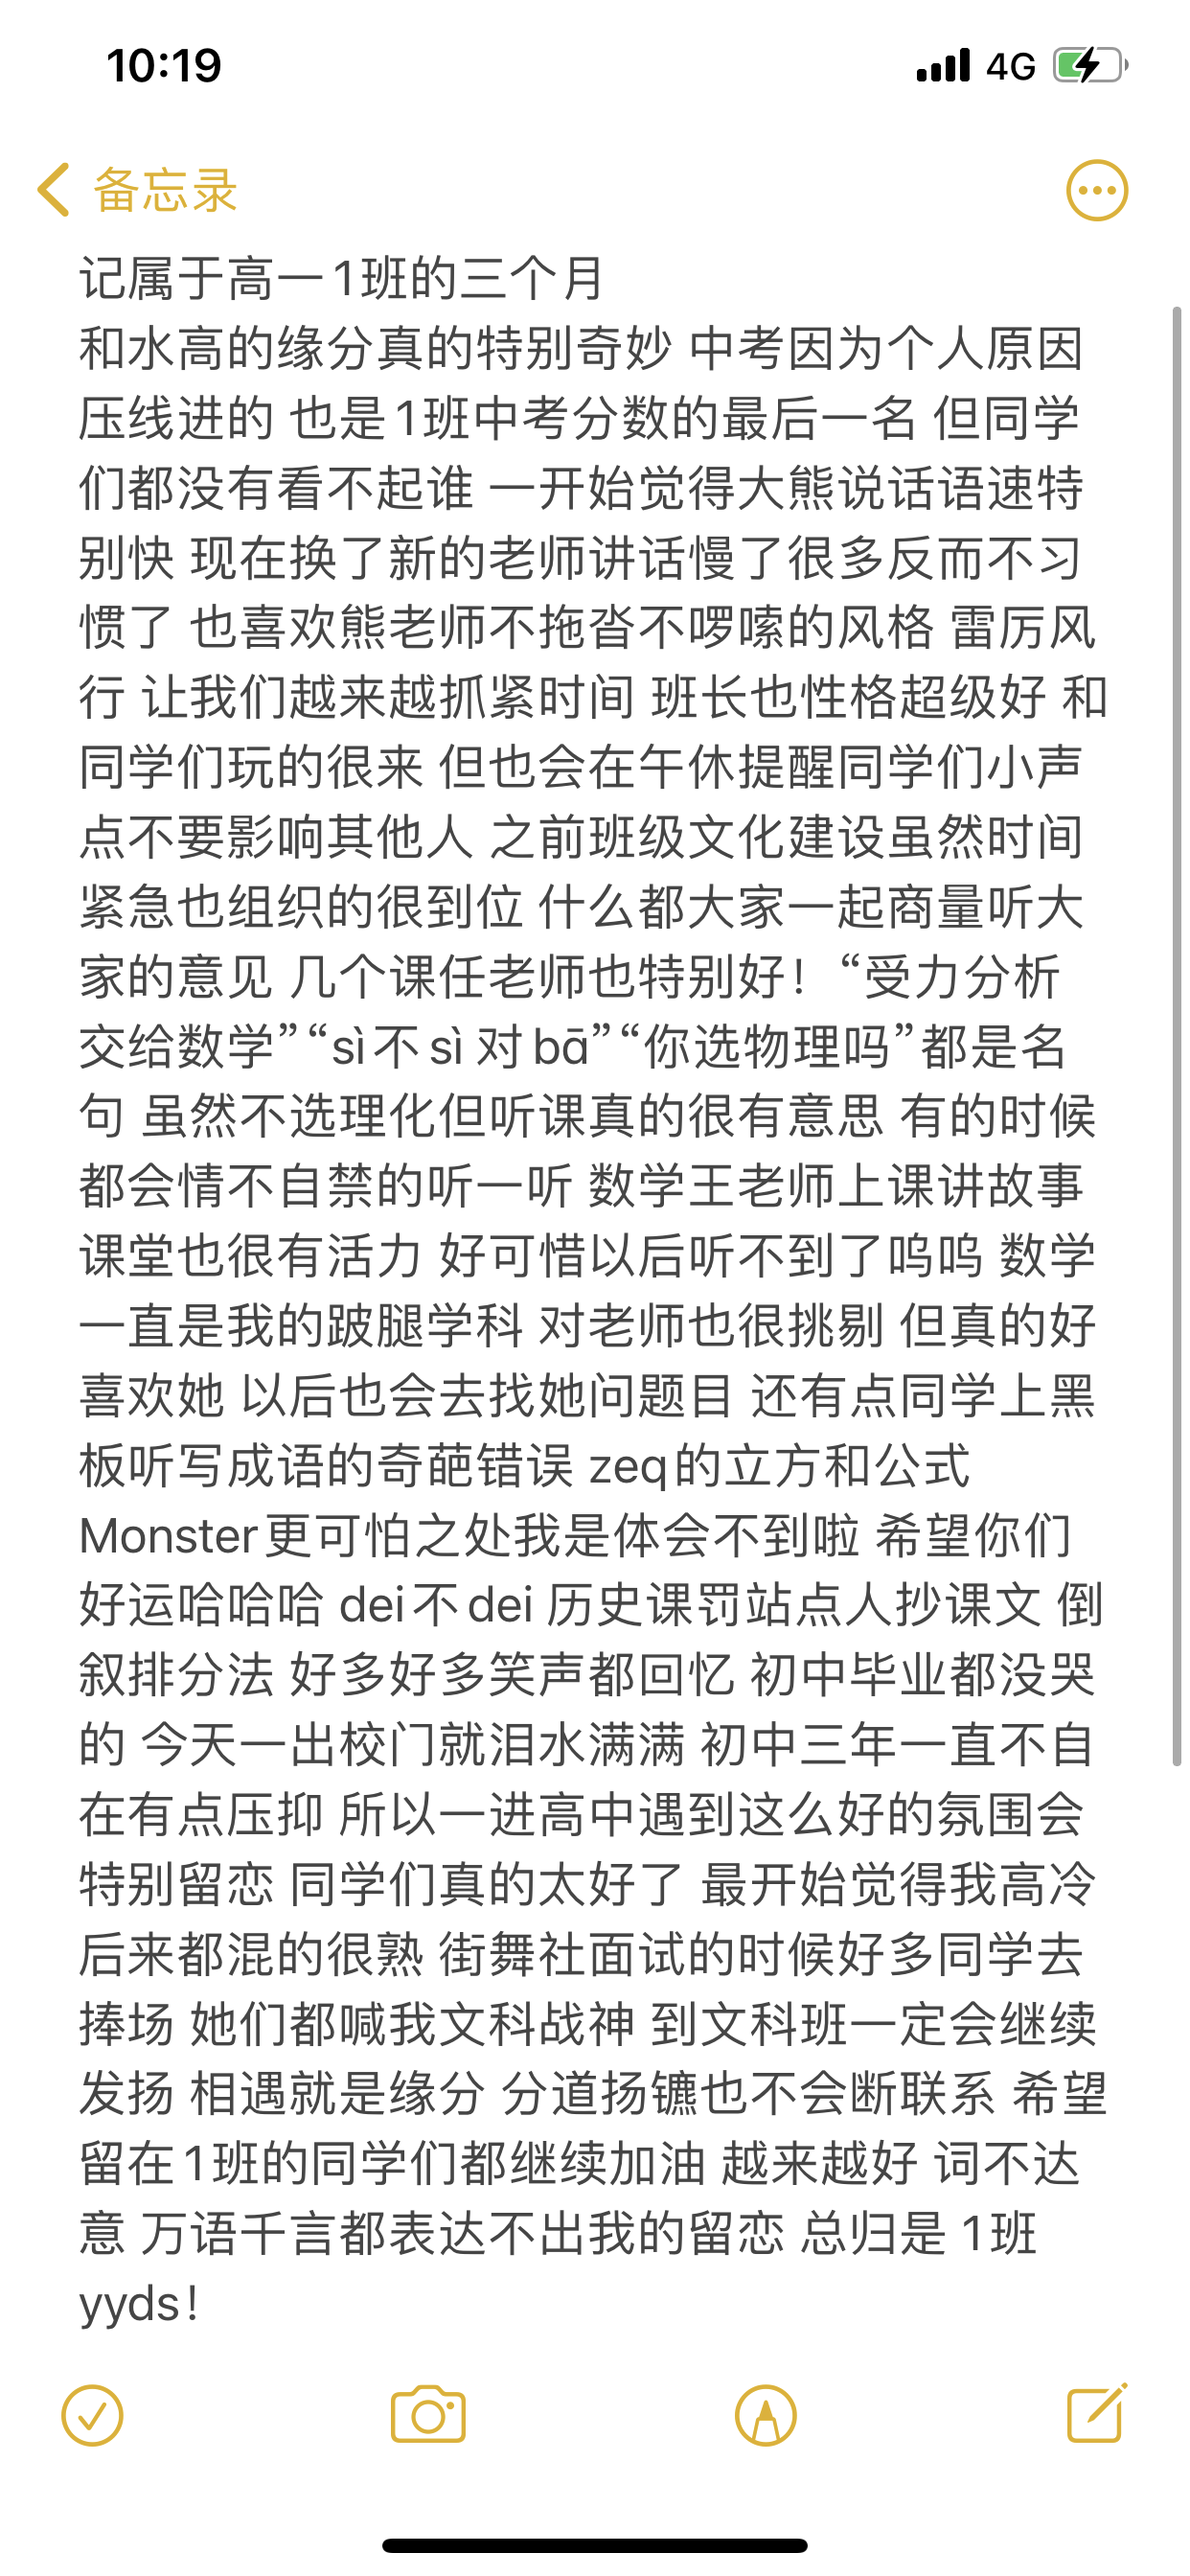 10:19
4G
备忘录
记属于高一1班的三个月
和水高的缘分真的特别奇妙 中考因为个人原因
压线进的 也是1班中考分数的最后一名 但同学
们都没有看不起谁 一开始觉得大熊说话语速特
别快 现在换了新的老师讲话慢了很多反而不习
惯了 也喜欢熊老师不拖沓不啰嗦的风格 雷厉风
行 让我们越来越抓紧时间 班长也性格超级好 和
同学们玩的很来 但也会在午休提醒同学们小声
点不要影响其他人 之前班级文化建设虽然时间
紧急也组织的很到位 什么都大家一起商量听大
家的意见 几个课任老师也特别好！“受力分析
交给数学”“sì不sì 对bā”“你选物理吗”都是名
句 虽然不选理化但听课真的很有意思 有的时候
都会情不自禁的听一听 数学王老师上课讲故事
课堂也很有活力 好可惜以后听不到了呜呜 数学
一直是我的跛腿学科 对老师也很挑剔 但真的好
喜欢她 以后也会去找她问题目 还有点同学上黑
板听写成语的奇葩错误 zeq的立方和公式
Monster更可怕之处我是体会不到啦 希望你们
好运哈哈哈 dei不dei 历史课罚站点人抄课文 倒
叙排分法 好多好多笑声都回忆 初中毕业都没哭
的 今天一出校门就泪水满满 初中三年一直不自
在有点压抑 所以一进高中遇到这么好的氛围会
特别留恋 同学们真的太好了 最开始觉得我高冷
后来都混的很熟 街舞社面试的时候好多同学去
捧场 她们都喊我文科战神 到文科班一定会继续
发扬 相遇就是缘分 分道扬镳也不会断联系 希望
留在1班的同学们都继续加油 越来越好 词不达
意 万语千言都表达不出我的留恋 总归是 1班
yyds！